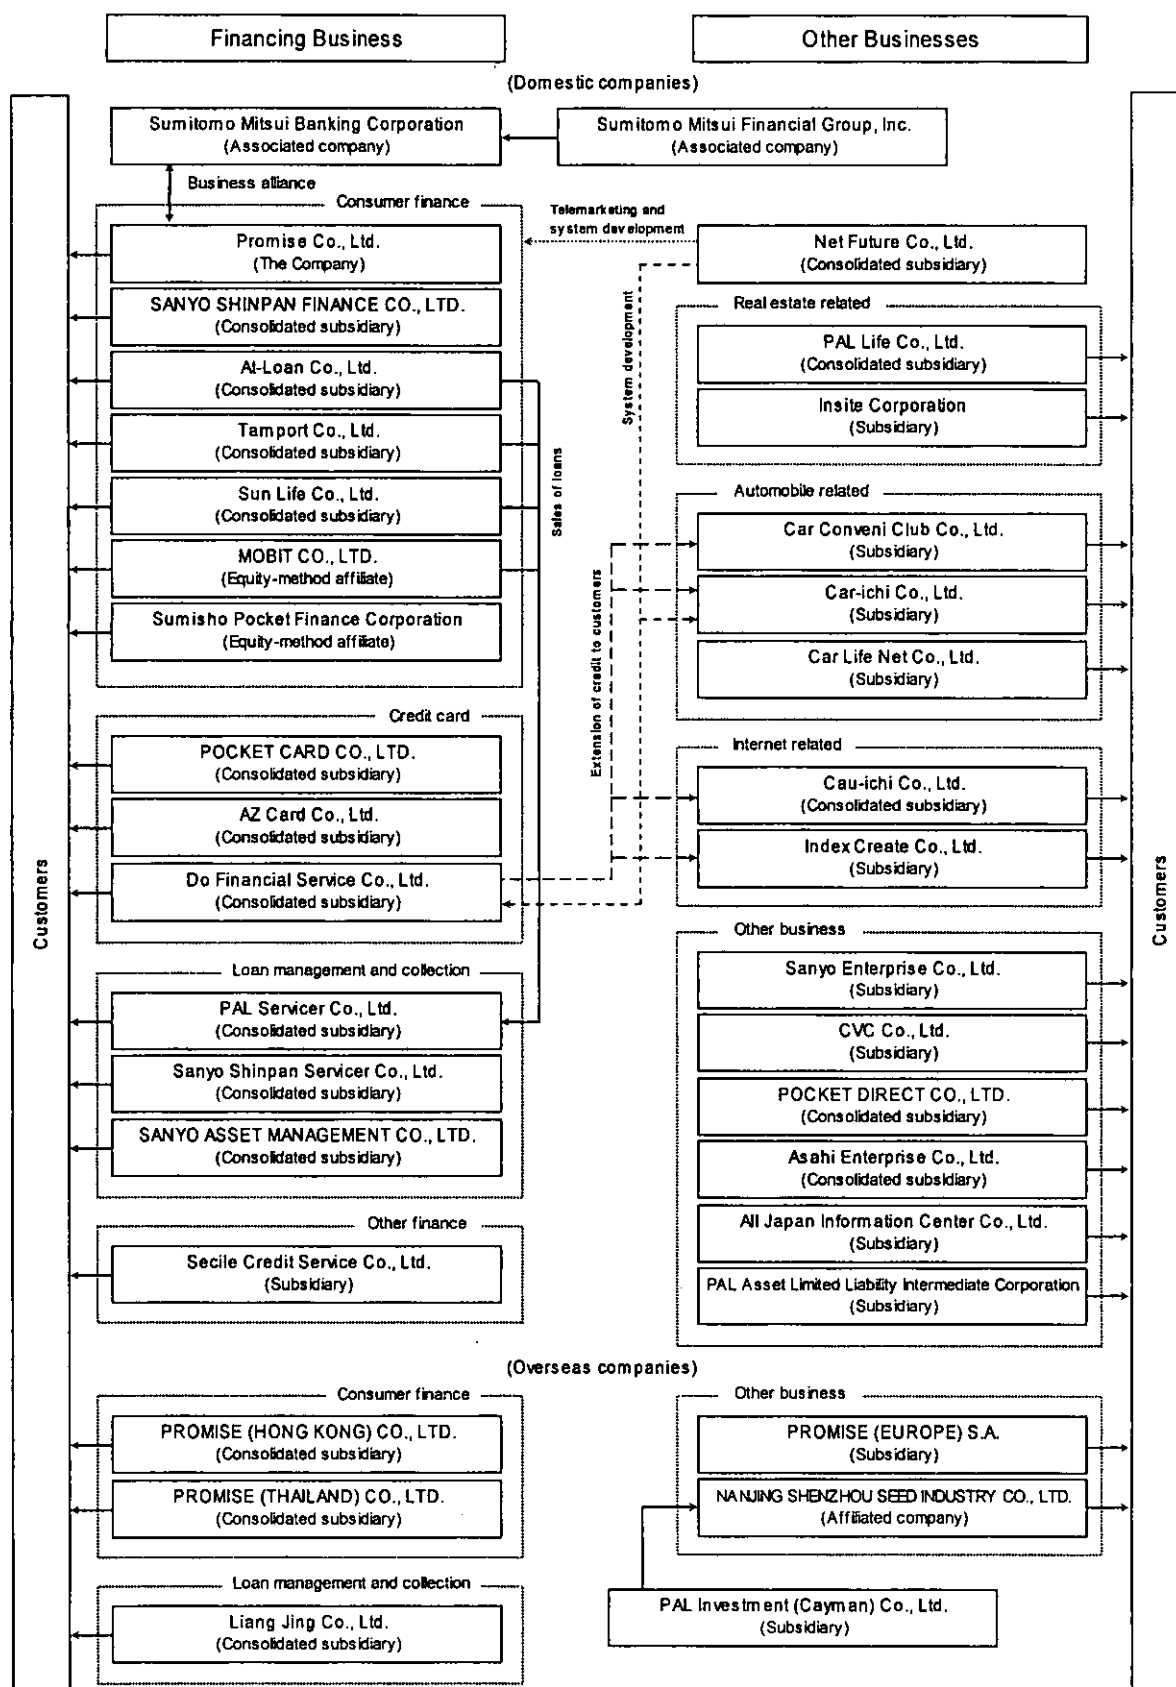 Financing Business
Other Businesses
(Domestic companies)
Customers
Sumitomo Mitsui Banking Corporation
(Associated company)
Sumitomo Mitsui Financial Group, Inc.
(Associated company)
Business alliance
Consumer finance
Promise Co., Ltd.
(The Company)
SANYO SHINPAN FINANCE CO., LTD.
(Consolidated subsidiary)
At-Loan Co., Ltd.
(Consolidated subsidiary)
Tamport Co., Ltd.
(Consolidated subsidiary)
Sun Life Co., Ltd.
(Consolidated subsidiary)
MOBIT CO., LTD.
(Equity-method affiliate)
Sumisho Pocket Finance Corporation
(Equity-method affiliate)
Credit card
POCKET CARD CO., LTD.
(Consolidated subsidiary)
AZ Card Co., Ltd.
(Consolidated subsidiary)
Do Financial Service Co., Ltd.
(Consolidated subsidiary)
Loan management and collection
PAL Servicer Co., Ltd.
(Consolidated subsidiary)
Sanyo Shinpan Servicer Co., Ltd.
(Consolidated subsidiary)
SANYO ASSET MANAGEMENT CO., LTD.
(Consolidated subsidiary)
Other finance
Secile Credit Service Co., Ltd.
(Subsidiary)
Sales of loans
Extension of credit to customers
System development
Telemarketing and
system development
Net Future Co., Ltd.
(Consolidated subsidiary)
Real estate related
PAL Life Co., Ltd.
(Consolidated subsidiary)
Insite Corporation
(Subsidiary)
Automobile related
Car Conveni Club Co., Ltd.
(Subsidiary)
Car-ichi Co., Ltd.
(Subsidiary)
Car Life Net Co., Ltd.
(Subsidiary)
Internet related
Cau-ichi Co., Ltd.
(Consolidated subsidiary)
Index Create Co., Ltd.
(Subsidiary)
Other business
Sanyo Enterprise Co., Ltd.
(Subsidiary)
CVC Co., Ltd.
(Subsidiary)
POCKET DIRECT CO., LTD.
(Consolidated subsidiary)
Asahi Enterprise Co., Ltd.
(Consolidated subsidiary)
All Japan Information Center Co., Ltd.
(Subsidiary)
PAL Asset Limited Liability Intermediate Corporation
(Subsidiary)
Customers
(Overseas companies)
Consumer finance
PROMISE (HONG KONG) CO., LTD.
(Consolidated subsidiary)
PROMISE (THAILAND) CO., LTD.
(Consolidated subsidiary)
Loan management and collection
Liang Jing Co., Ltd.
(Consolidated subsidiary)
Other business
PROMISE (EUROPE) S.A.
(Subsidiary)
NANJING SHENZHOU SEED INDUSTRY CO., LTD.
(Affiliated company)
PAL Investment (Cayman) Co., Ltd.
(Subsidiary)